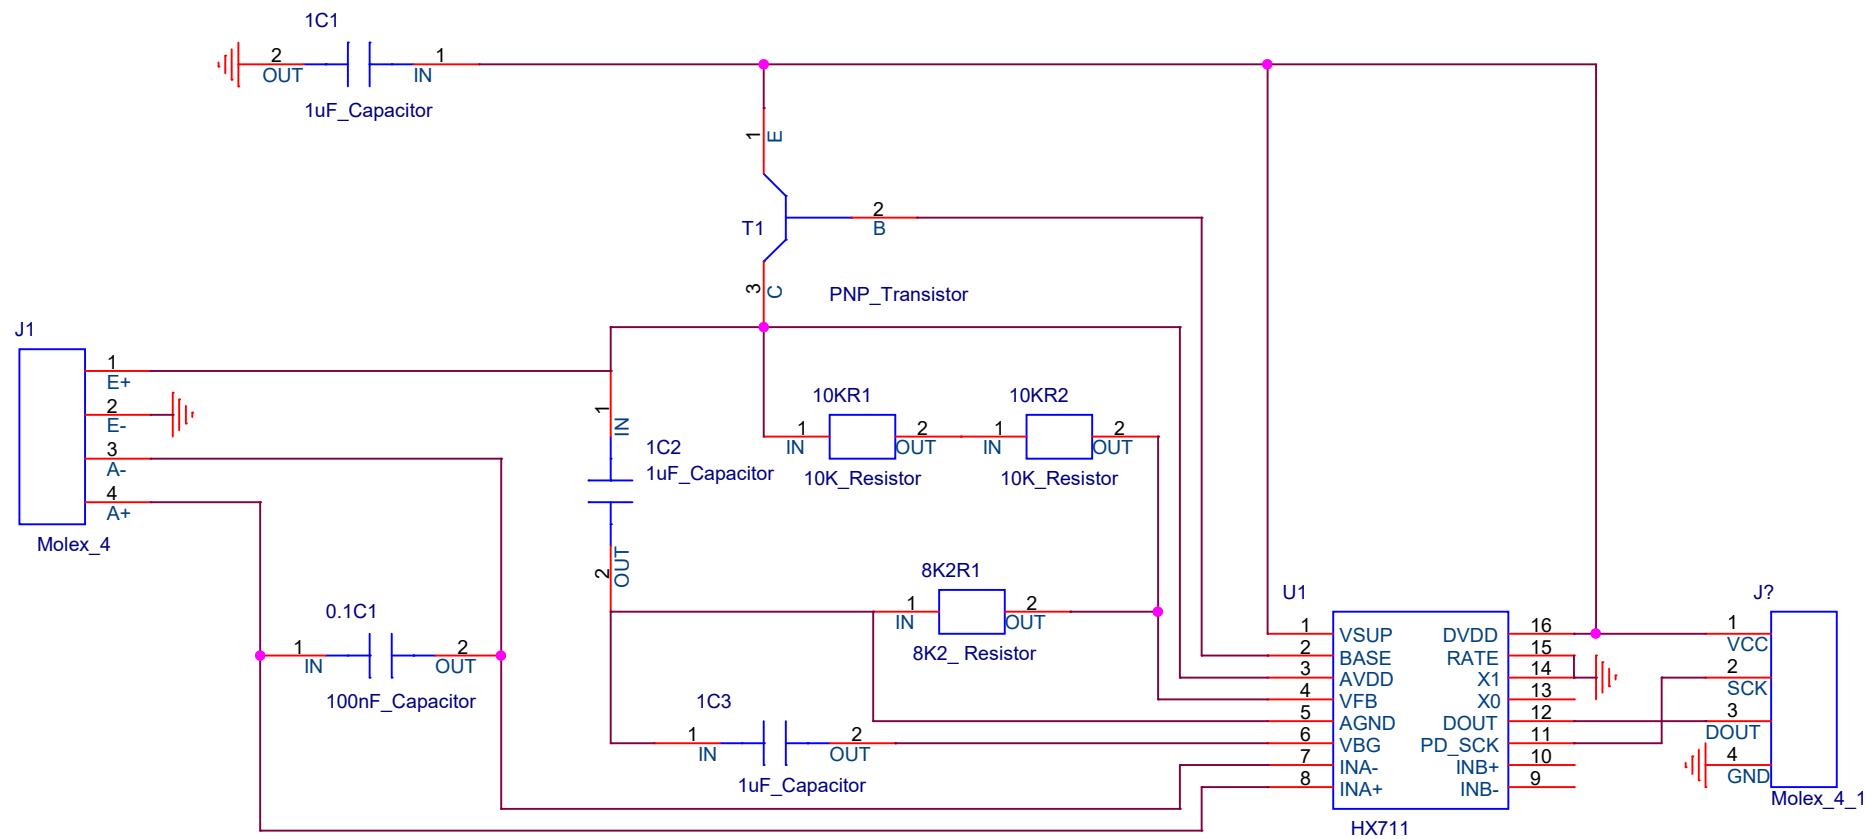 1C1
2
OUT
1
IN
1uF_Capacitor
1
E
T1
2
B
3
C
PNP_Transistor
J1
1
E+
2
E-
3
A-
4
A+
Molex_4
1
IN
1C2
1uF_Capacitor
2
OUT
10KR1
1
IN
2
OUT
10K_Resistor
10KR2
1
IN
2
OUT
10K_Resistor
8K2R1
1
IN
2
OUT
8K2_ Resistor
0.1C1
1
IN
2
OUT
100nF_Capacitor
1C3
1
IN
2
OUT
1uF_Capacitor
U1
1 VSUP DVDD 16
2 BASE RATE 15
3 AVDD X1 14
4 VFB X0 13
5 AGND DOUT 12
6 VBG PD_SCK 11
7 INA- INB+ 10
8 INA+ INB- 9
HX711
J?
1
VCC
2
SCK
3
DOUT
4
GND
Molex_4_1